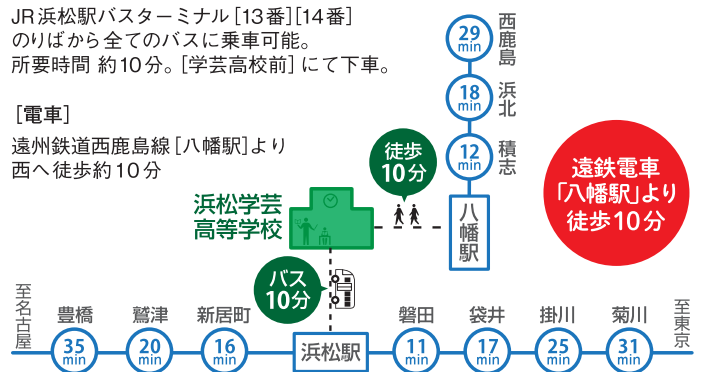 JR浜松駅バスターミナル[13番][14番]
のりばから全てのバスに乗車可能。
所要時間 約10分。[学芸高校前]にて下車。
[電車]
遠州鉄道西鹿島線[八幡駅]より
西へ徒歩約10分
29
min
西鹿島
18
min
浜北
12
min
積志
八幡駅
徒歩
10分
浜松学芸
高等学校
バス
10分
遠鉄電車
「八幡駅」より
徒歩10分
至名古屋
豊橋
35
min
鷲津
20
min
新居町
16
min
浜松駅
磐田
11
min
袋井
17
min
掛川
25
min
菊川
31
min
至東京